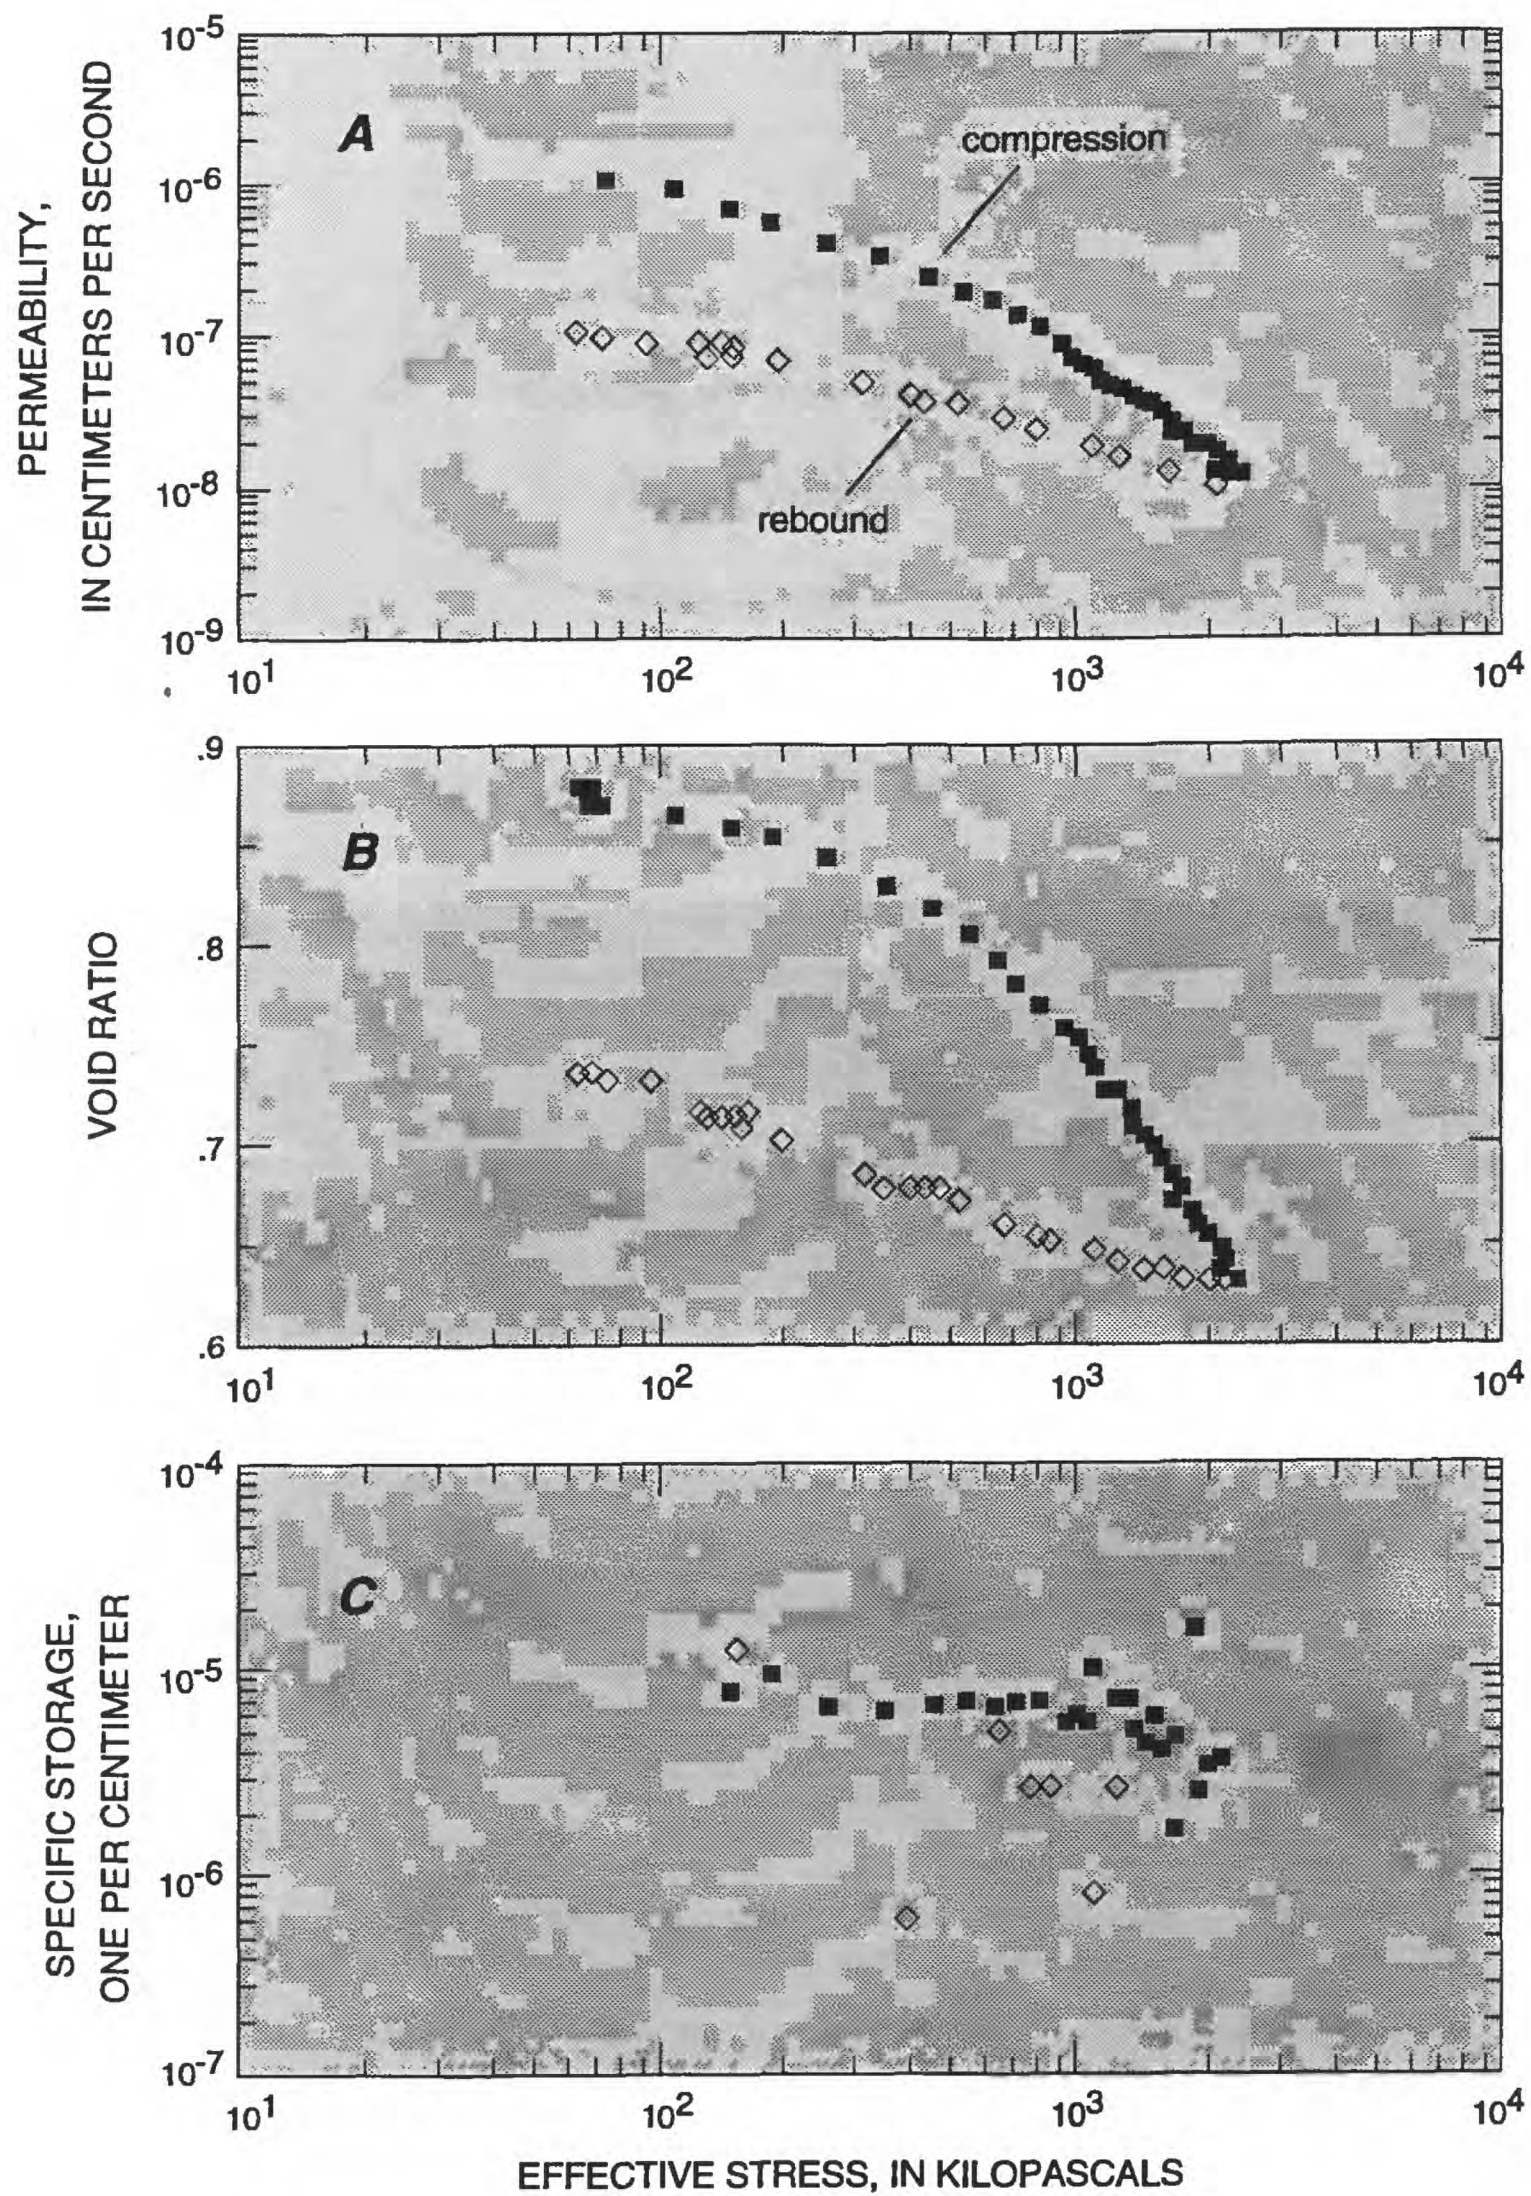 10-5
A
compression
PERMEABILITY,
IN CENTIMETERS PER SECOND
10-6
10-7
10-8
rebound
10-9
101 102 103 104
.9
B
.8
VOID RATIO
.7
.6
101 102 103 104
10-4
C
SPECIFIC STORAGE,
ONE PER CENTIMETER
10-5
10-6
10-7
101 102 103 104
EFFECTIVE STRESS, IN KILOPASCALS